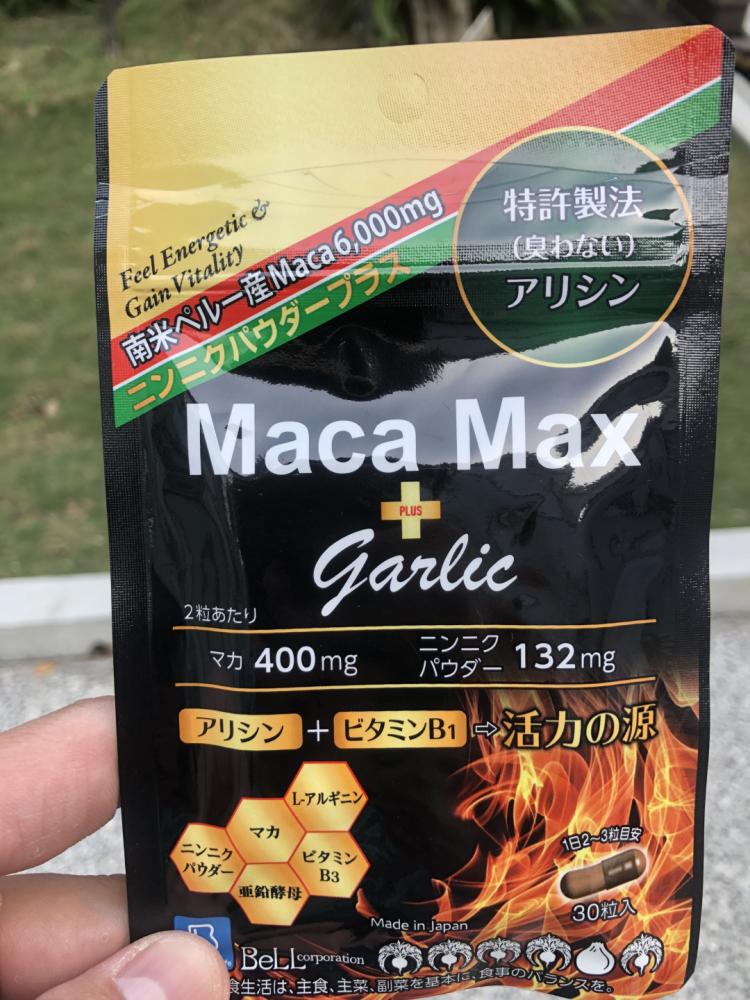 Feel Energetic &
Gain Vitality
南米ペルー産Maca6,000mg
ニンニクパウダープラス
特許製法
(臭わない)
アリシン
Maca Max
PLUS
Garlic
2粒あたり
マカ 400mg
ニンニク
パウダー 132mg
アリシン + ビタミンB1 ⇨ 活力の源
L-アルギニン
マカ
ニンニク
パウダー
ビタミン
B3
亜鉛酵母
1日2~3粒目安
30粒入
Made in Japan
BeLL corporation
食生活は、主食、主菜、副菜を基本に、食事のバランスを。